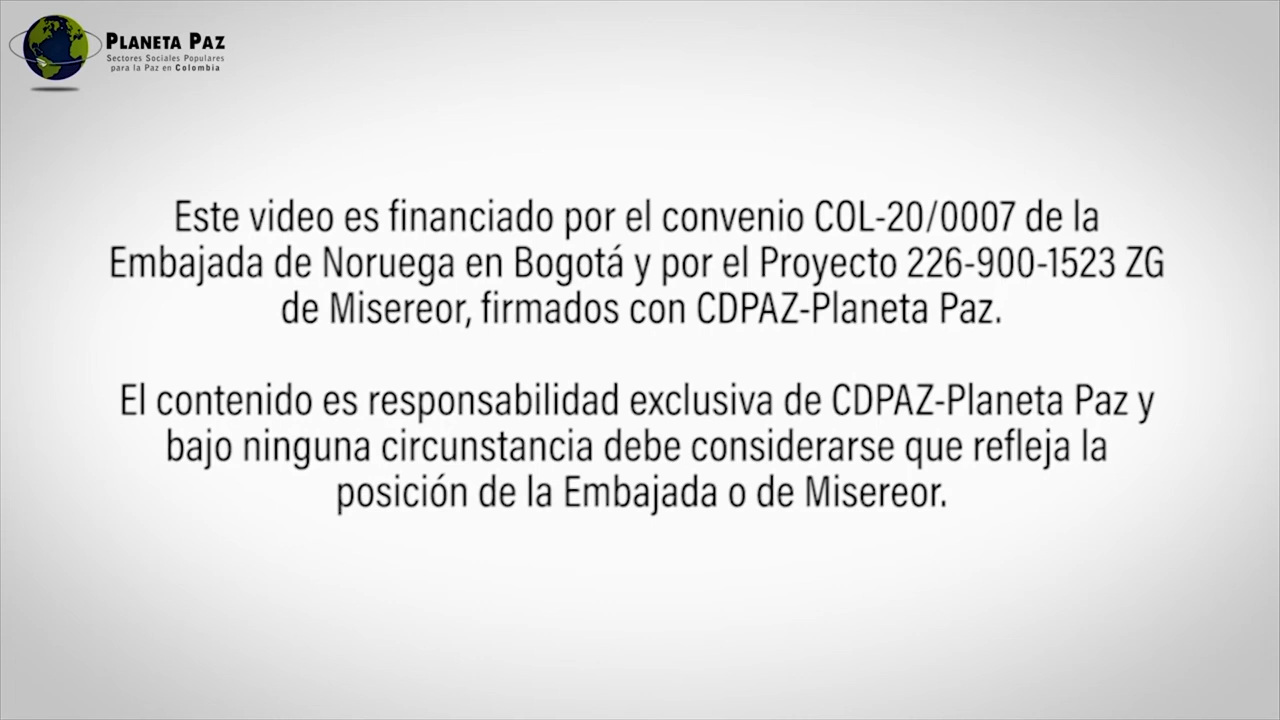 PLANETA PAZ
Sectores Sociales Populares
para la Paz en Colombia
Este video es financiado por el convenio COL-20/0007 de la
Embajada de Noruega en Bogotá y por el Proyecto 226-900-1523 ZG
de Misereor, firmados con CDPAZ-Planeta Paz.
El contenido es responsabilidad exclusiva de CDPAZ-Planeta Paz y
bajo ninguna circunstancia debe considerarse que refleja la
posición de la Embajada o de Misereor.